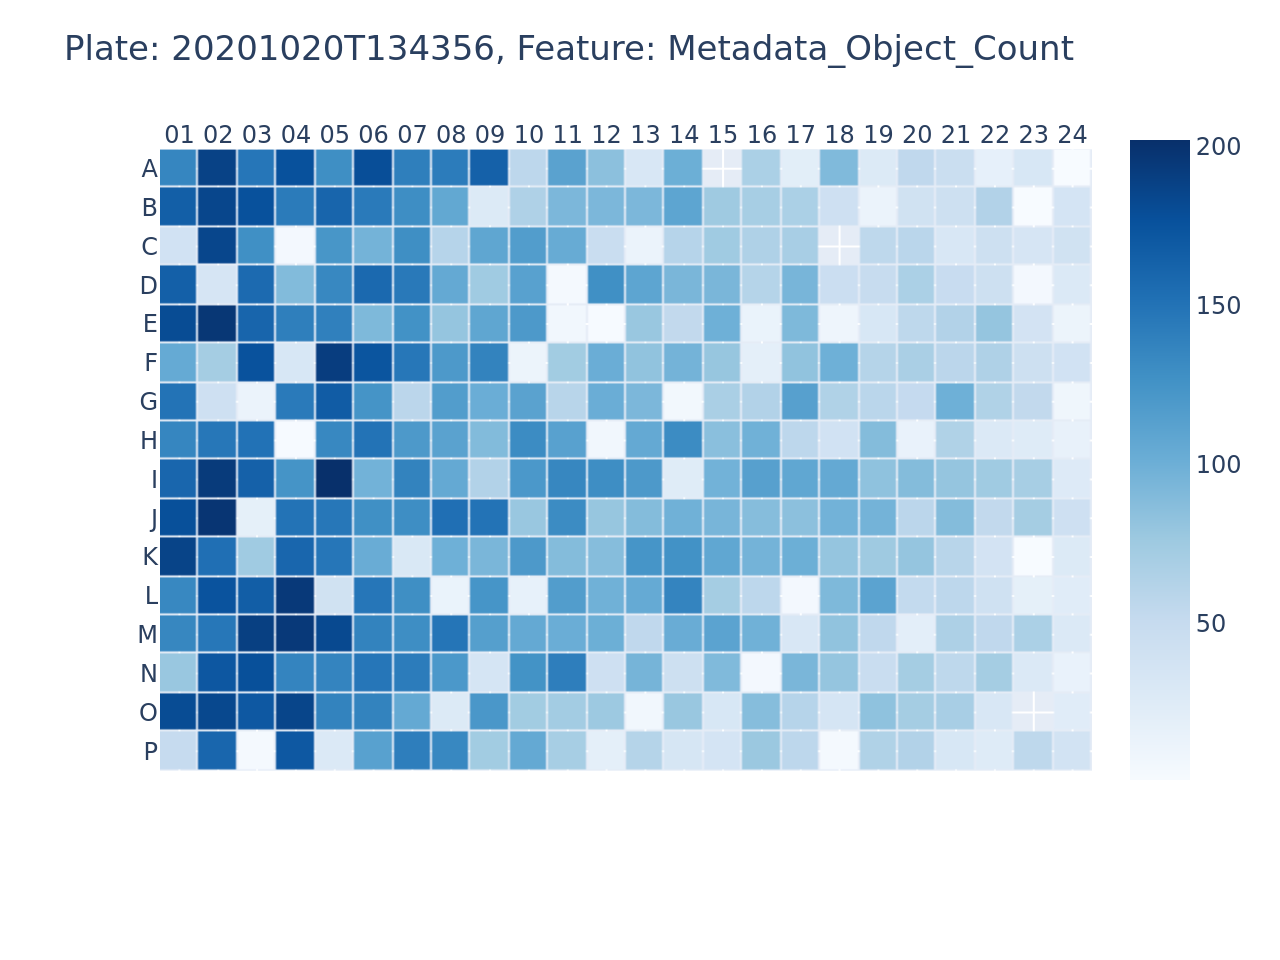 Plate: 20201020T134356, Feature: Metadata_Object_Count
01 02 03 04 05 06 07 08 09 10 11 12 13 14 15 16 17 18 19 20 21 22 23 24
A
B
C
D
E
F
G
H
I
J
K
L
M
N
O
P
200
150
100
50